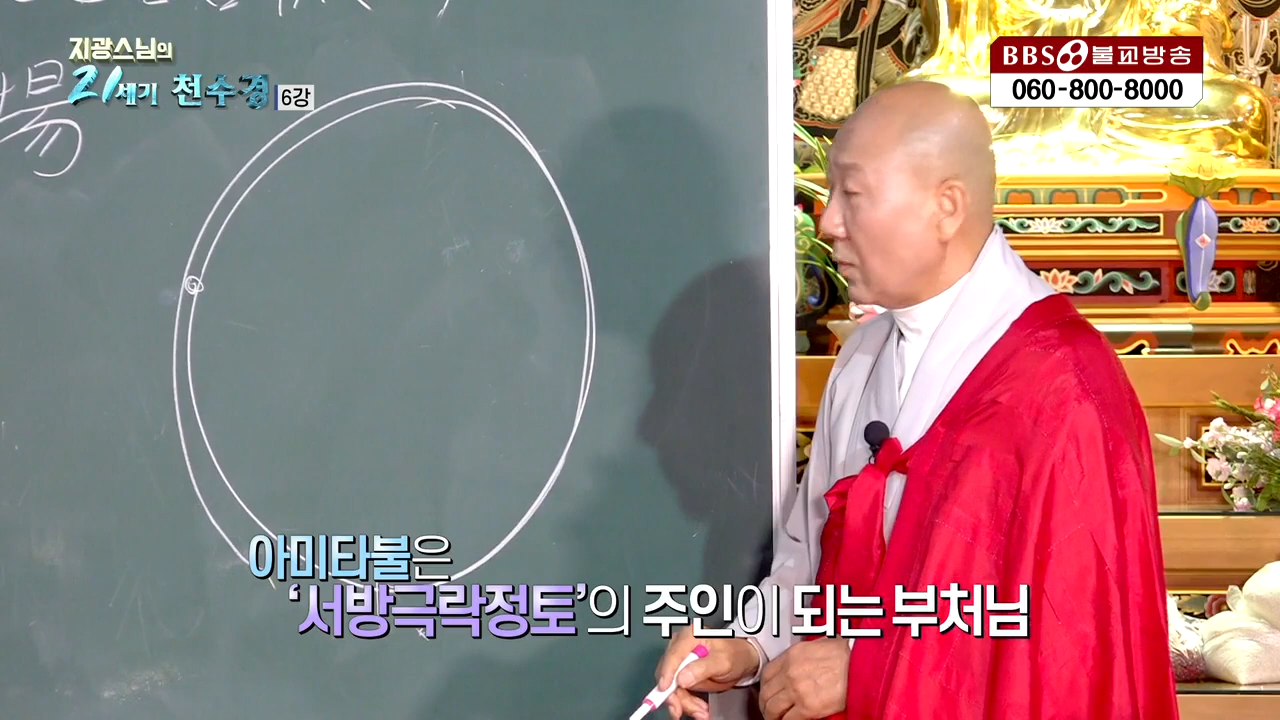 지광스님의
21세기 천수경 6강
BBS 불교방송
060-800-8000
아미타불은
‘서방극락정토’의 주인이 되는 부처님